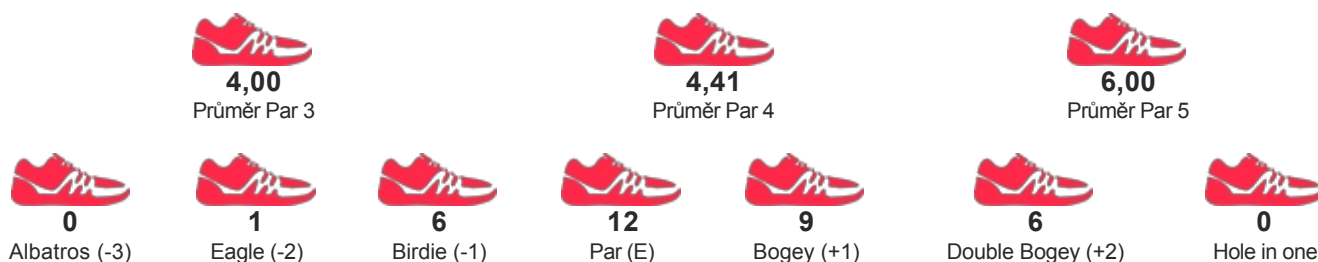 4,00 4,41 6,00
Průměr Par 3 Průměr Par 4 Průměr Par 5
0 1 6 12 9 6 0
Albatros (-3) Eagle (-2) Birdie (-1) Par (E) Bogey (+1) Double Bogey (+2) Hole in one